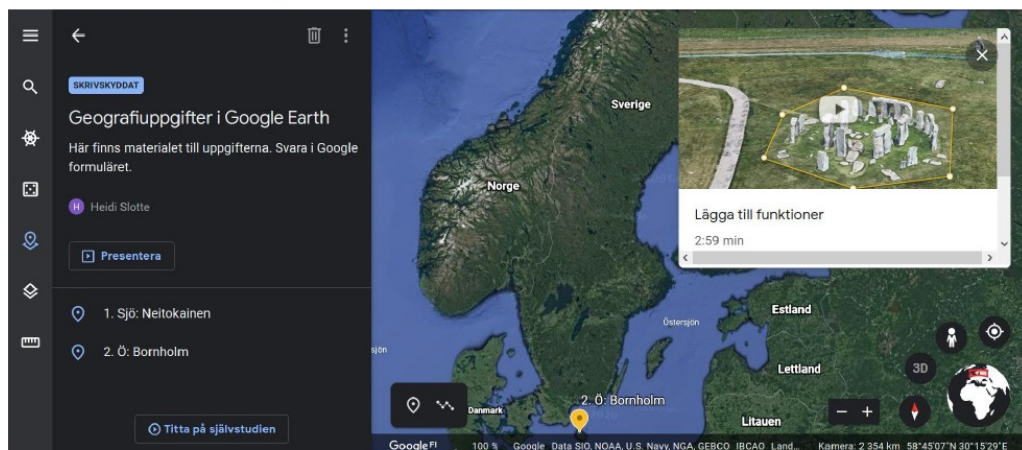 SKRIVSKYDDAT
Geografiuppgifter i Google Earth
Här finns materialet till uppgifterna. Svara i Google
formuläret.
H Heidi Slotte
Presentera
1. Sjö: Neitokainen
2. Ö: Bornholm
Titta på självstudien
Sverige
Norge
Östersjön
sjön
Danmark
2. Ö: Bornholm
Estland
Lettland
Litauen
Lägga till funktioner
2:59 min
3D
Google FI 100 % Google Data SIO, NOAA, U.S. Navy, NGA, GEBCO IBCAO Land... Kamera: 2 354 km 58°45'07"N 30°15'29"E